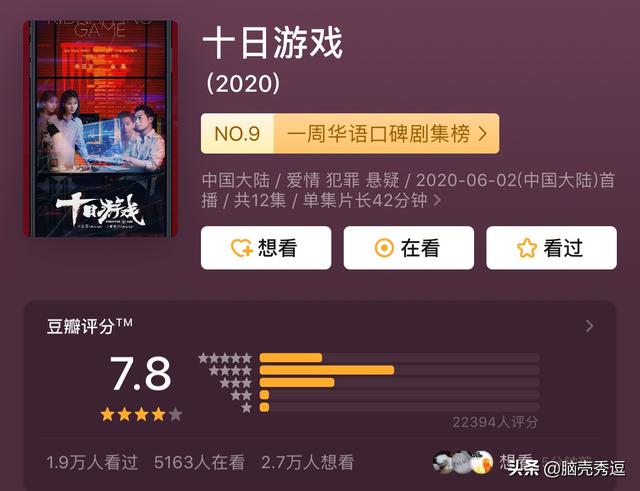 GAME
十日游戏
十日游戏
(2020)
NO.9 一周华语口碑剧集榜
中国大陆 / 爱情 犯罪 悬疑 / 2020-06-02(中国大陆)首
播 / 共12集 / 单集片长42分钟
想看 在看 看过
豆瓣评分™
7.8
22394人评分
1.9万人看过 5163人在看 2.7万人想看
想看
头条 @脑壳秀逗